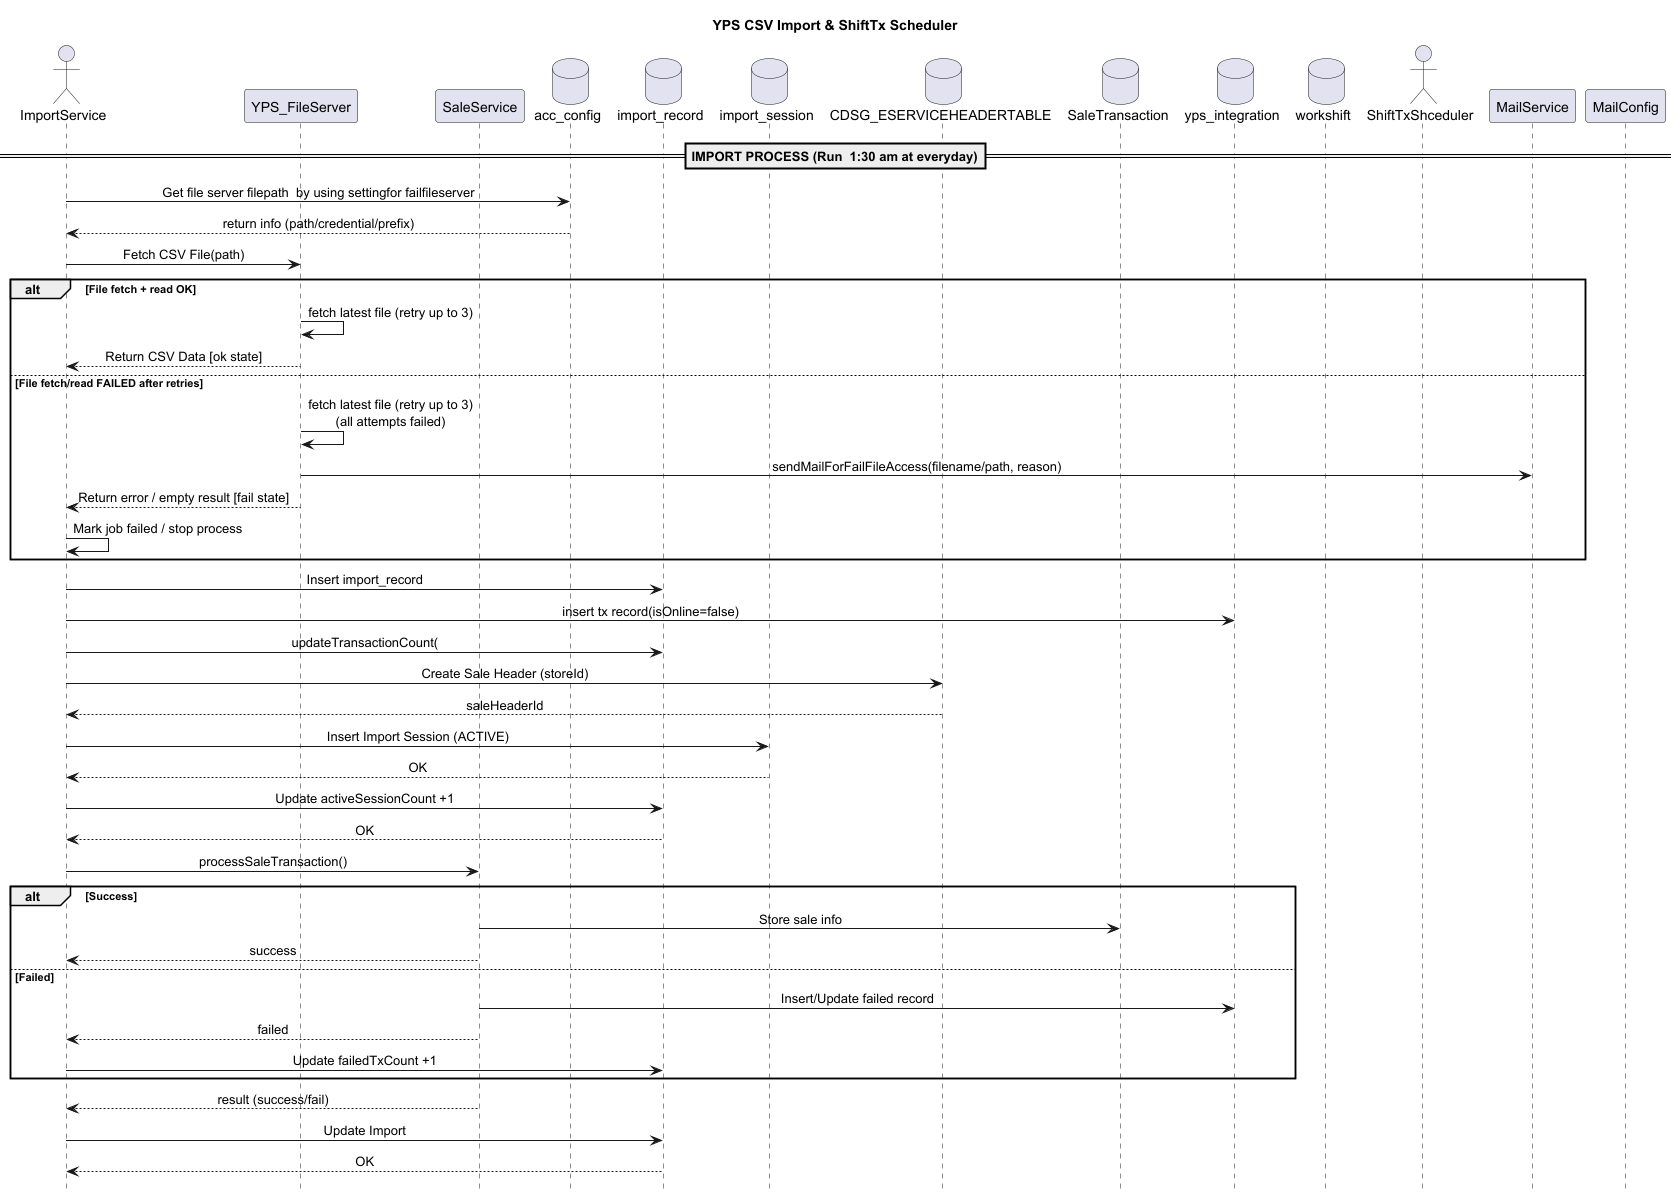 YPS CSV Import & ShiftTx Scheduler
ImportService
YPS_FileServer
SaleService
acc_config
import_record
import_session
CDSG_ESERVICEHEADERTABLE
SaleTransaction
yps_integration
workshift
ShiftTxShceduler
MailService
MailConfig
IMPORT PROCESS (Run  1:30 am at everyday)
Get file server filepath  by using settingfor failfileserver
return info (path/credential/prefix)
Fetch CSV File(path)
alt [File fetch + read OK]
fetch latest file (retry up to 3)
Return CSV Data [ok state]
[File fetch/read FAILED after retries]
fetch latest file (retry up to 3)
(all attempts failed)
sendMailForFailFileAccess(filename/path, reason)
Return error / empty result [fail state]
Mark job failed / stop process
Insert import_record
insert tx record(isOnline=false)
updateTransactionCount(
Create Sale Header (storeId)
saleHeaderId
Insert Import Session (ACTIVE)
OK
Update activeSessionCount +1
OK
processSaleTransaction()
alt [Success]
Store sale info
success
[Failed]
Insert/Update failed record
failed
Update failedTxCount +1
result (success/fail)
Update Import
OK